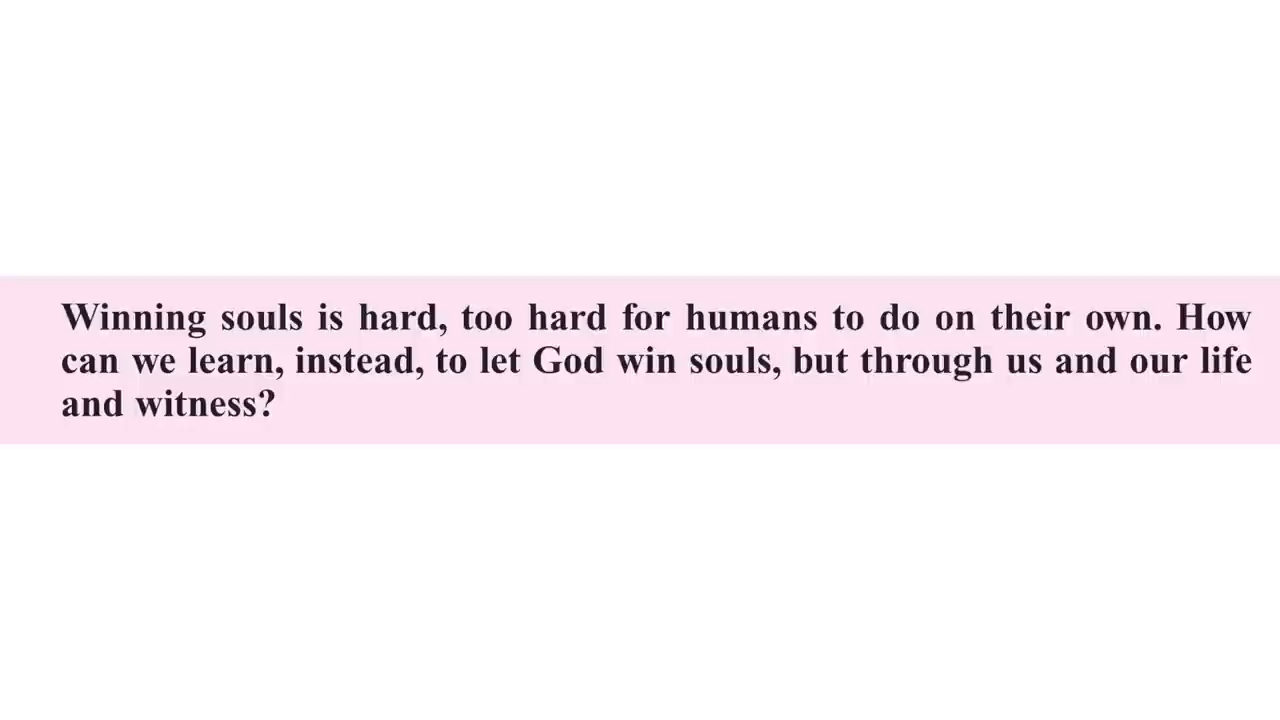 Winning souls is hard, too hard for humans to do on their own. How
can we learn, instead, to let God win souls, but through us and our life
and witness?